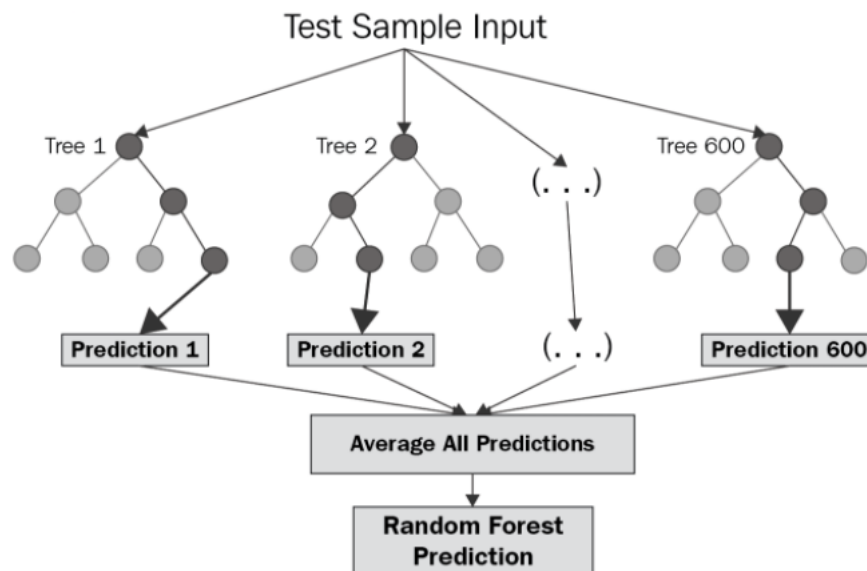 Test Sample Input
Tree 1
Tree 2
Tree 600
(. . .)
Prediction 1
Prediction 2
(. . .)
Prediction 600
Average All Predictions
Random Forest
Prediction